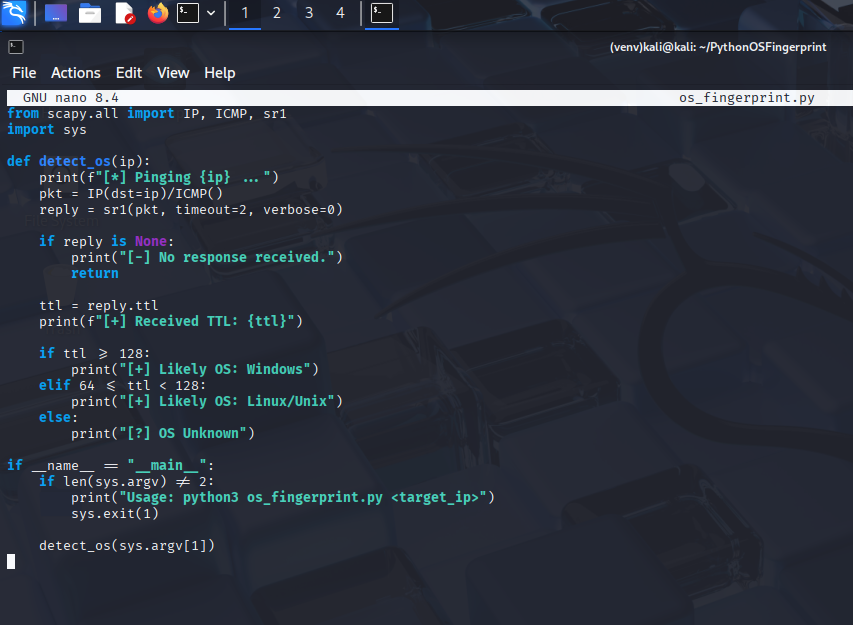 1 2 3 4
(venv)kali@kali: ~/PythonOSFingerprint
File Actions Edit View Help
GNU nano 8.4 os_fingerprint.py
from scapy.all import IP, ICMP, sr1
import sys
def detect_os(ip):
    print(f"[*] Pinging {ip} ...")
    pkt = IP(dst=ip)/ICMP()
    reply = sr1(pkt, timeout=2, verbose=0)
    if reply is None:
        print("[-] No response received.")
        return
    ttl = reply.ttl
    print(f"[+] Received TTL: {ttl}")
    if ttl >= 128:
        print("[+] Likely OS: Windows")
    elif 64 <= ttl < 128:
        print("[+] Likely OS: Linux/Unix")
    else:
        print("[?] OS Unknown")
if __name__ == "__main__":
    if len(sys.argv) != 2:
        print("Usage: python3 os_fingerprint.py <target_ip>")
        sys.exit(1)
    detect_os(sys.argv[1])